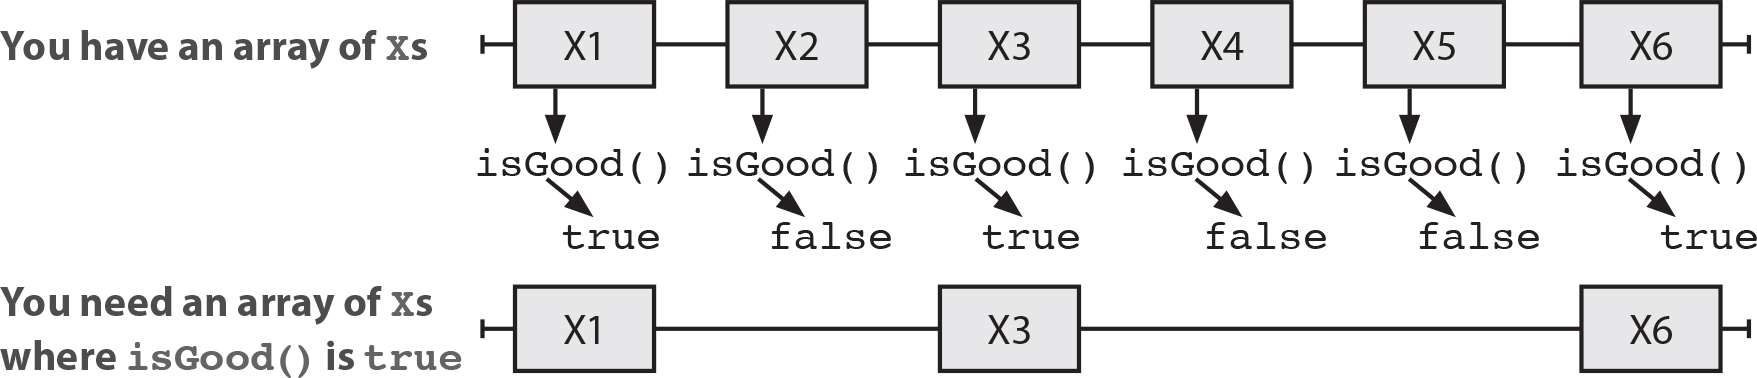 You have an array of Xs X1 X2 X3 X4 X5 X6
isGood() isGood() isGood() isGood() isGood() isGood()
true false true false false true
You need an array of Xs
where isGood() is true
X1 X3 X6